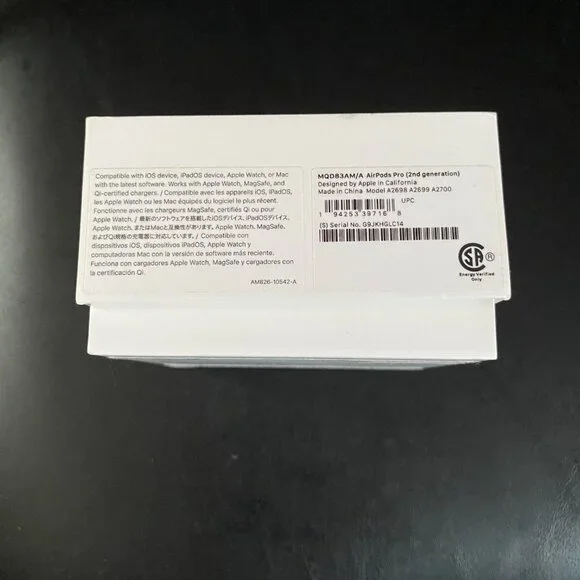 Compatible with iOS device, iPadOS device, Apple Watch, or Mac
with the latest software. Works with Apple Watch, MagSafe, and
Qi-certified chargers. / Compatible avec les appareils iOS, iPadOS,
les Apple Watch ou les Mac équipés du logiciel le plus récent.
Fonctionne avec les chargeurs MagSafe, certifiés Qi ou pour
Apple Watch. / 最新のソフトウェアを搭載したiOSデバイス、iPadOSデバイス、
Apple Watch、またはMacと互換性があります。Apple Watch、MagSafe、
およびQi規格の充電器に対応しています。/ Compatible con
dispositivos iOS, dispositivos iPadOS, Apple Watch y
computadoras Mac con la versión de software más reciente.
Funciona con cargadores Apple Watch, MagSafe y cargadores con
la certificación Qi.
AM626-10542-A
MQD83AM/A AirPods Pro (2nd generation)
Designed by Apple in California
Made in China Model A2698 A2699 A2700
UPC
1 94253 39716 8
(S) Serial No. G9JKHGLC14
SA ®
Energy Verified
Only